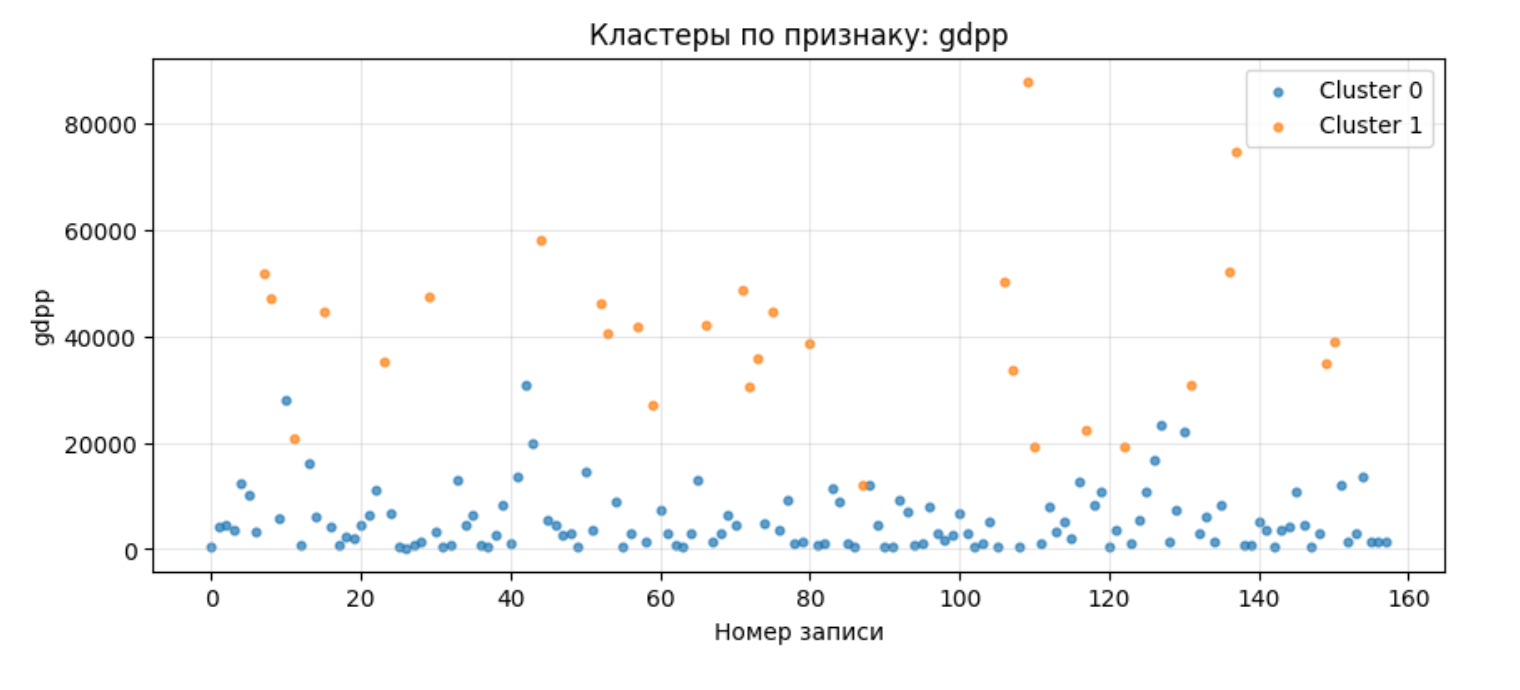 Кластеры по признаку: gdpp
Cluster 0
Cluster 1
80000
60000
40000
20000
0
gdpp
0 20 40 60 80 100 120 140 160
Номер записи